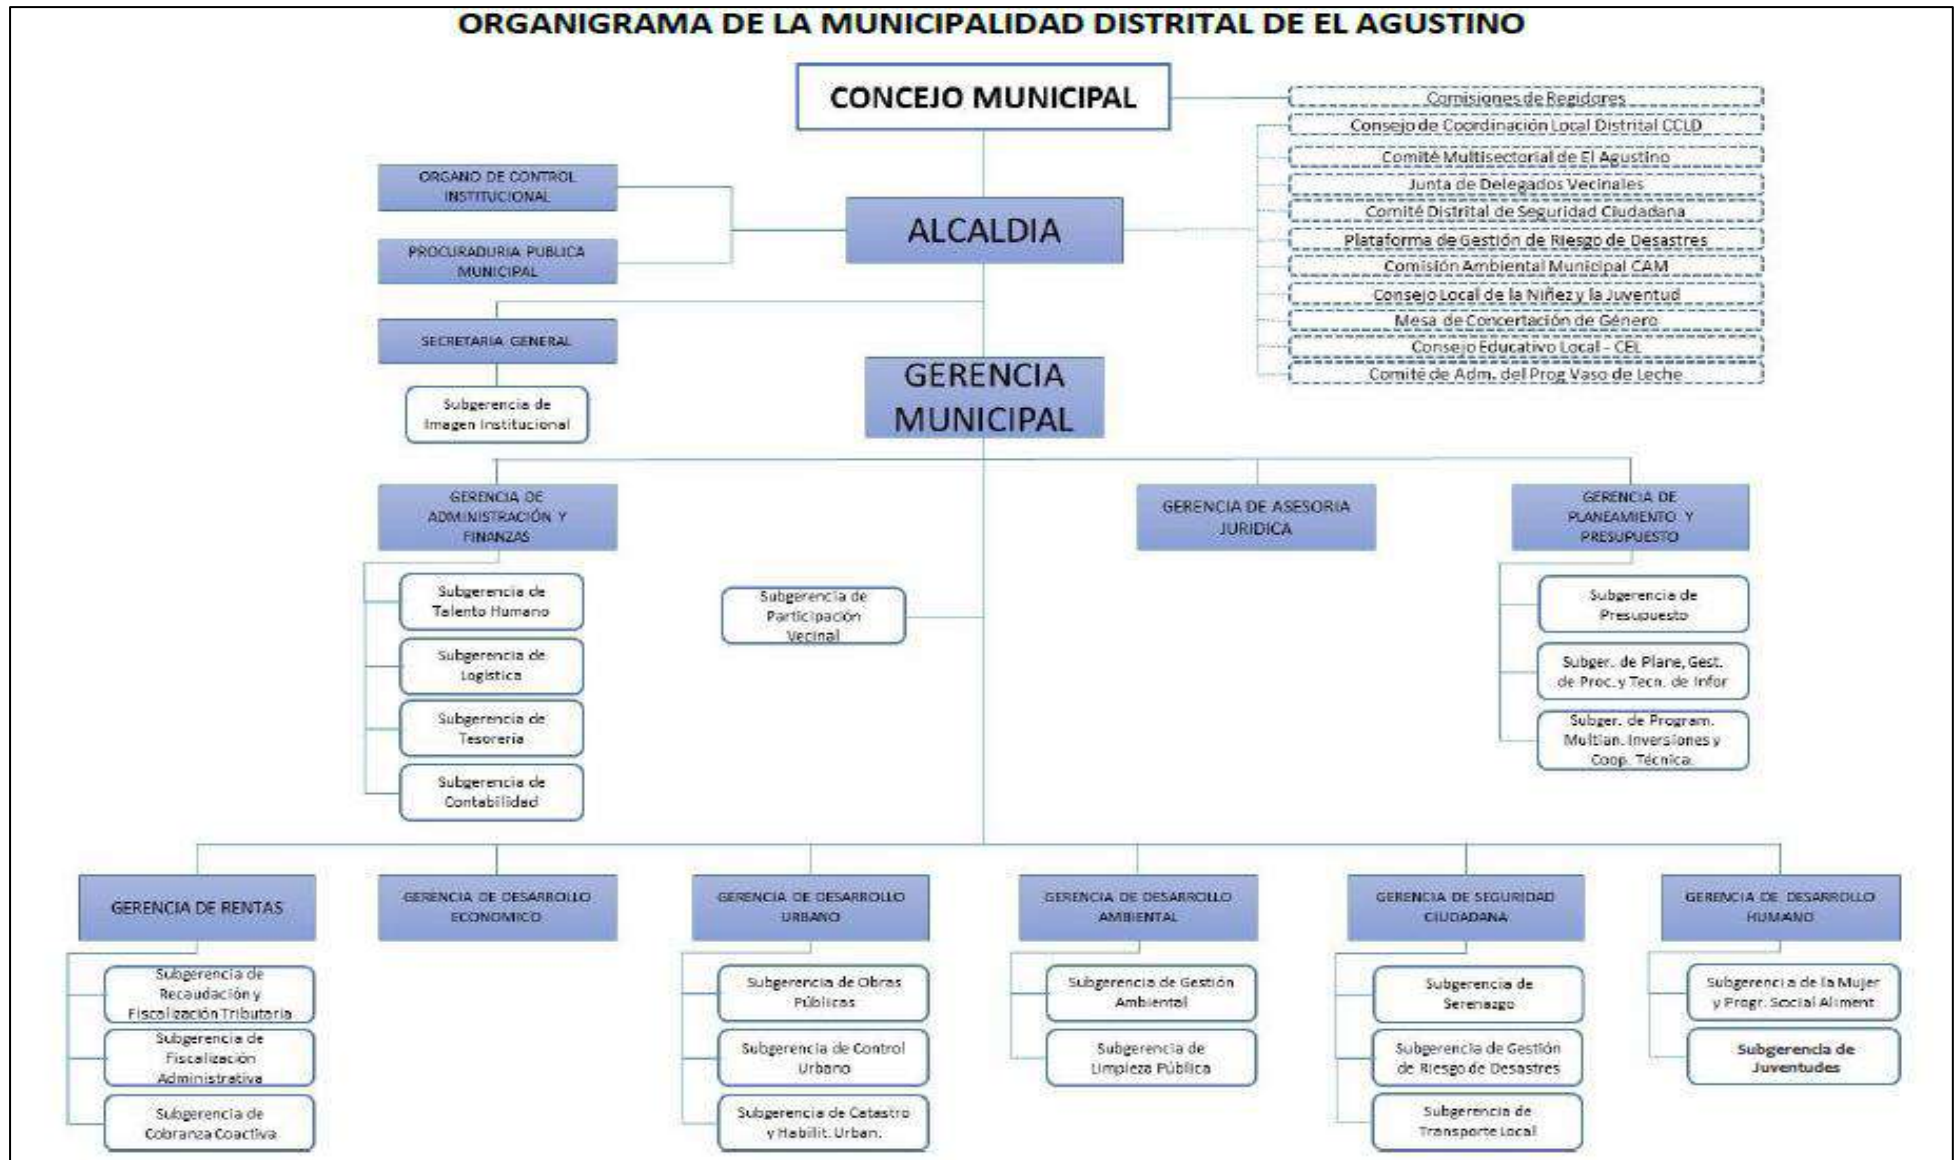 ORGANIGRAMA DE LA MUNICIPALIDAD DISTRITAL DE EL AGUSTINO
CONCEJO MUNICIPAL
Comisiones de Regidores
Consejo de Coordinación Local Distrital CCLD
Comité Multisectorial de El Agustino
Junta de Delegados Vecinales
Comité Distrital de Seguridad Ciudadana
Plataforma de Gestión de Riesgo de Desastres
Comisión Ambiental Municipal CAM
Consejo Local de la Niñez y la Juventud
Mesa de Concertación de Género
Consejo Educativo Local - CEL
Comité de Adm. del Prog Vaso de Leche
ORGANO DE CONTROL
INSTITUCIONAL
PROCURADURIA PUBLICA
MUNICIPAL
ALCALDIA
SECRETARIA GENERAL
Subgerencia de
Imagen Institucional
GERENCIA
MUNICIPAL
GERENCIA DE
ADMINISTRACIÓN Y
FINANZAS
Subgerencia de
Talento Humano
Subgerencia de
Logística
Subgerencia de
Tesoreria
Subgerencia de
Contabilidad
Subgerencia de
Participación
Vecinal
GERENCIA DE ASESORIA
JURIDICA
GERENCIA DE
PLANEAMIENTO Y
PRESUPUESTO
Subgerencia de
Presupuesto
Subger. de Plane, Gest.
de Proc. y Tecn. de Infor
Subger. de Program.
Multian. Inversiones y
Coop. Técnica.
GERENCIA DE RENTAS
Subgerencia de
Recaudación y
Fiscalización Tributaria
Subgerencia de
Fiscalización
Administrativa
Subgerencia de
Cobranza Coactiva
GERENCIA DE DESARROLLO
ECONOMICO
GERENCIA DE DESARROLLO
URBANO
Subgerencia de Obras
Públicas
Subgerencia de Control
Urbano
Subgerencia de Catastro
y Habilit. Urban.
GERENCIA DE DESARROLLO
AMBIENTAL
Subgerencia de Gestión
Ambiental
Subgerencia de
Limpieza Pública
GERENCIA DE SEGURIDAD
CIUDADANA
Subgerencia de
Serenazgo
Subgerencia de Gestión
de Riesgo de Desastres
Subgerencia de
Transporte Local
GERENCIA DE DESARROLLO
HUMANO
Subgerencia de la Mujer
y Progr. Social Aliment
Subgerencia de
Juventudes